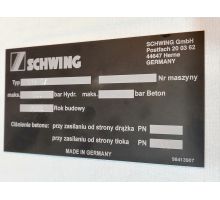 SCHWING
SCHWING GmbH
Postfach 20 03 62
44647 Herne
GERMANY
Typ
Nr maszyny
maks. bar Hydr. maks. bar Beton
Rok budowy
Ciśnienie betonu: przy zasilaniu od strony drążka PN
przy zasilaniu od strony tłoka PN
MADE IN GERMANY